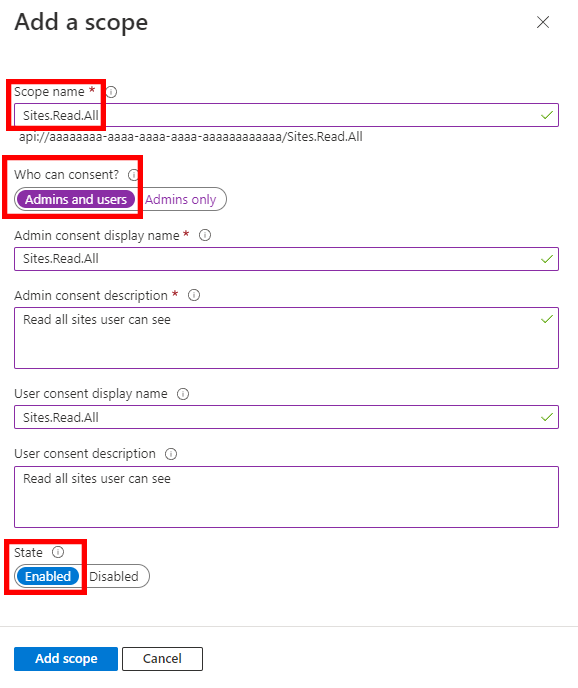 Add a scope
Scope name *
Sites.Read.All
api://aaaaaaaa-aaaa-aaaa-aaaa-aaaaaaaaaaaa/Sites.Read.All
Who can consent?
Admins and users Admins only
Admin consent display name *
Sites.Read.All
Admin consent description *
Read all sites user can see
User consent display name
Sites.Read.All
User consent description
Read all sites user can see
State
Enabled Disabled
Add scope Cancel